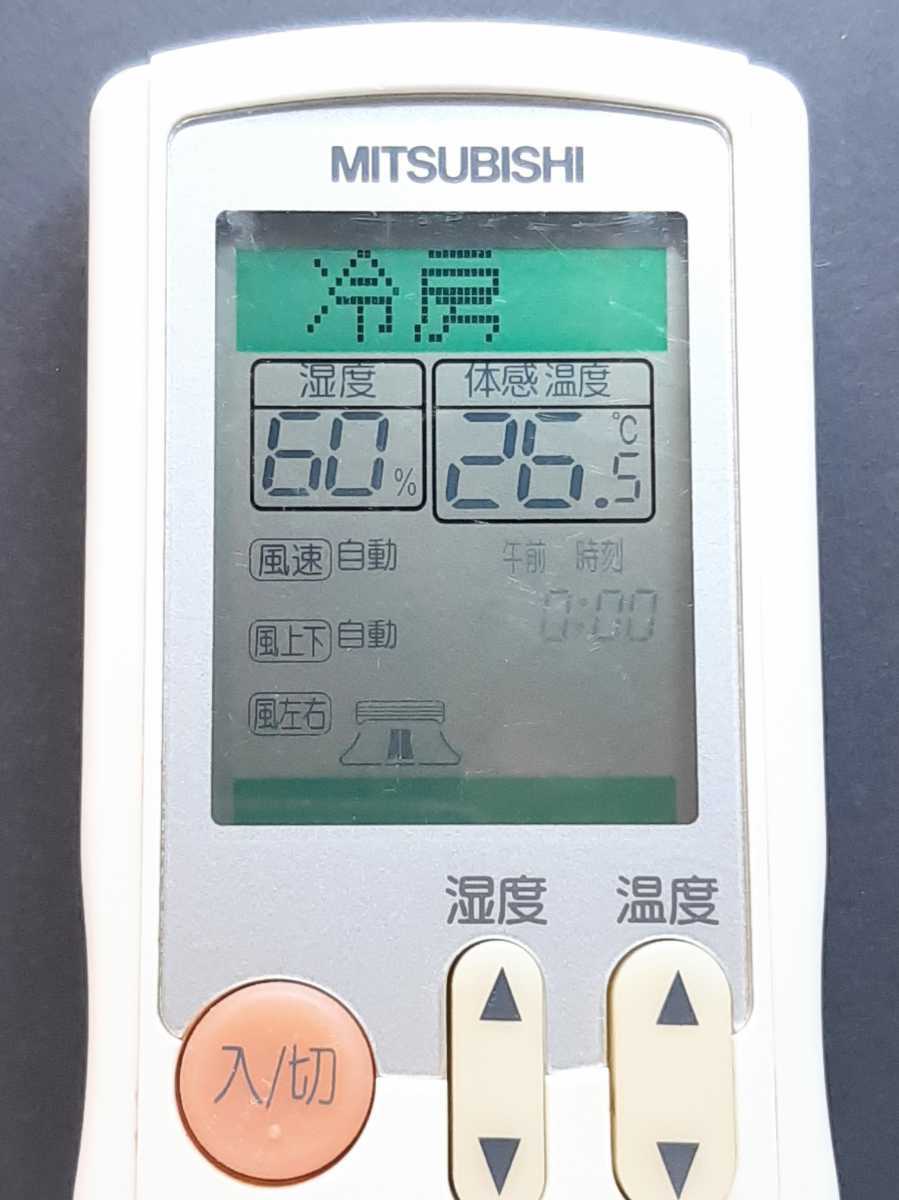 MITSUBISHI
冷房
湿度 体感温度
60% 26.5℃
風速 自動 午前 時刻
0:00
風上下 自動
風左右
湿度 温度
入/切